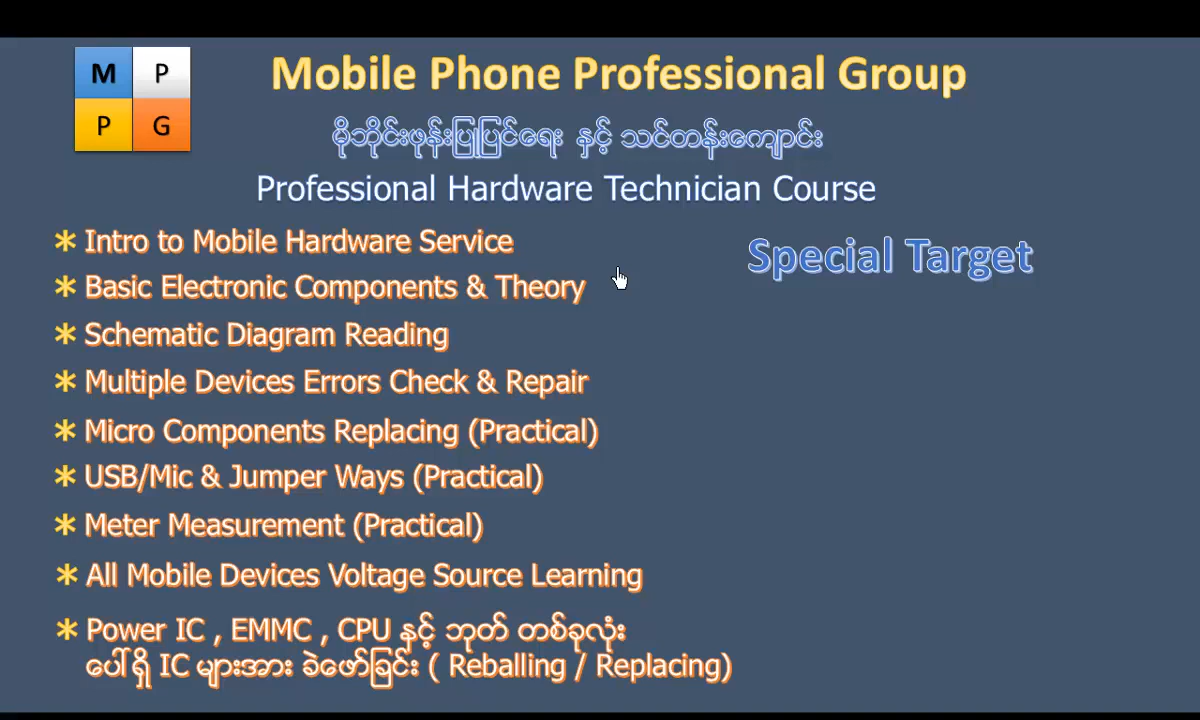 M P
P G
Mobile Phone Professional Group
မိုဘိုင်းဖုန်းပြုပြင်ရေး နှင့် သင်တန်းကျောင်း
Professional Hardware Technician Course
* Intro to Mobile Hardware Service
* Basic Electronic Components & Theory
* Schematic Diagram Reading
* Multiple Devices Errors Check & Repair
* Micro Components Replacing (Practical)
* USB/Mic & Jumper Ways (Practical)
* Meter Measurement (Practical)
* All Mobile Devices Voltage Source Learning
* Power IC , EMMC , CPU နှင့် ဘုတ် တစ်ခုလုံး
ပေါ်ရှိ IC များအား ခဲဖော်ခြင်း ( Reballing / Replacing)
Special Target